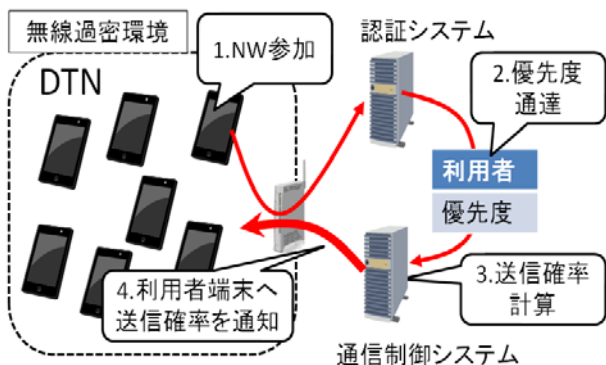 無線過密環境
DTN
1.NW参加
認証システム
2.優先度
通達
利用者
優先度
3.送信確率
計算
4.利用者端末へ
送信確率を通知
通信制御システム